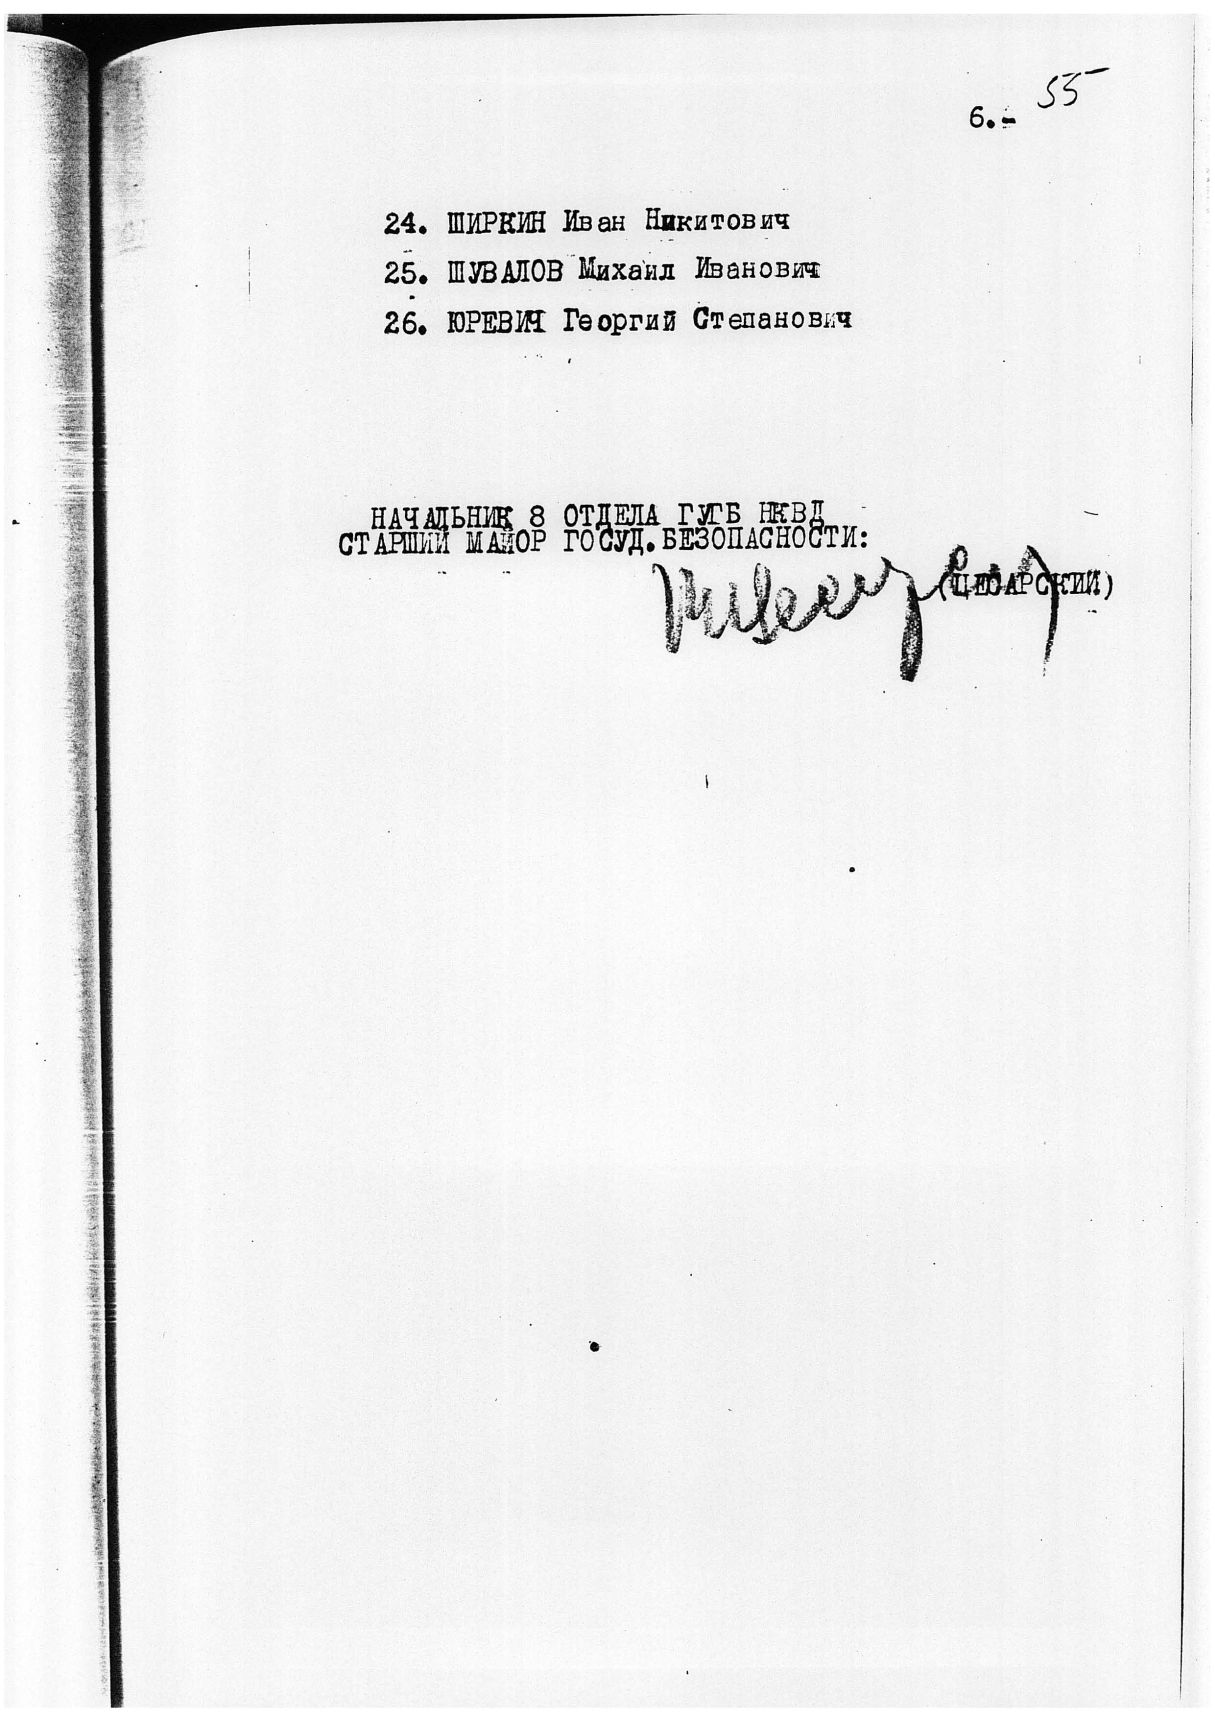 55
6.-
24. ШИРКИН Иван Никитович
25. ШУВАЛОВ Михаил Иванович
26. ЮРЕВИЧ Георгий Степанович
НАЧАЛЬНИК 8 ОТДЕЛА ГУГБ НКВД
СТАРШИЙ МАЙОР ГОСУД.БЕЗОПАСНОСТИ:
(ЦЕСАРСКИЙ)